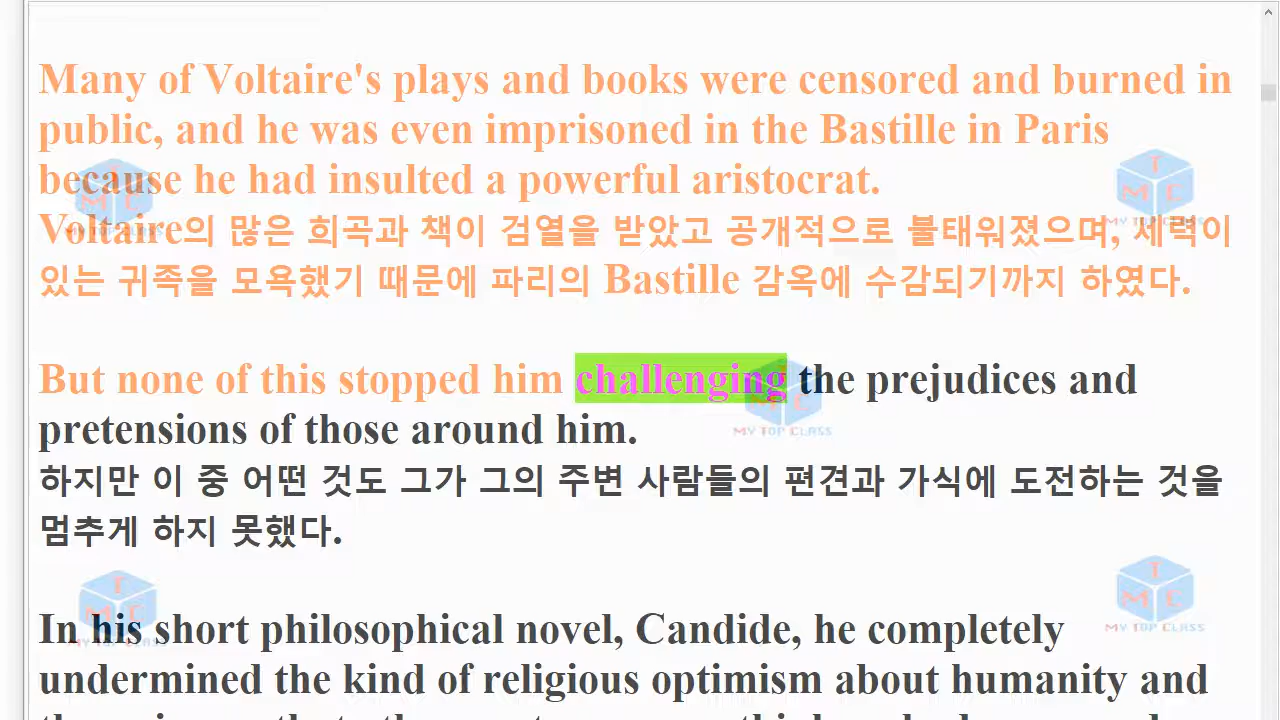 Many of Voltaire's plays and books were censored and burned in
public, and he was even imprisoned in the Bastille in Paris
because he had insulted a powerful aristocrat.
Voltaire의 많은 희곡과 책이 검열을 받았고 공개적으로 불태워졌으며, 세력이
있는 귀족을 모욕했기 때문에 파리의 Bastille 감옥에 수감되기까지 하였다.
But none of this stopped him challenging the prejudices and
pretensions of those around him.
하지만 이 중 어떤 것도 그가 그의 주변 사람들의 편견과 가식에 도전하는 것을
멈추게 하지 못했다.
In his short philosophical novel, Candide, he completely
undermined the kind of religious optimism about humanity and
T M C
MY TOP CLASS
T M C
MY TOP CLASS
T M C
MY TOP CLASS
T M C
MY TOP CLASS
T M C
MY TOP CLASS